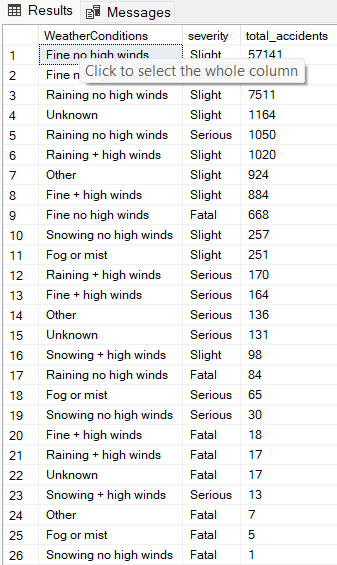 Results Messages
WeatherConditions severity total_accidents
1 Fine no high winds Slight 57141
Click to select the whole column
2 Fine n
3 Raining no high winds Slight 7511
4 Unknown Slight 1164
5 Raining no high winds Serious 1050
6 Raining + high winds Slight 1020
7 Other Slight 924
8 Fine + high winds Slight 884
9 Fine no high winds Fatal 668
10 Snowing no high winds Slight 257
11 Fog or mist Slight 251
12 Raining + high winds Serious 170
13 Fine + high winds Serious 164
14 Other Serious 136
15 Unknown Serious 131
16 Snowing + high winds Slight 98
17 Raining no high winds Fatal 84
18 Fog or mist Serious 65
19 Snowing no high winds Serious 30
20 Fine + high winds Fatal 18
21 Raining + high winds Fatal 17
22 Unknown Fatal 17
23 Snowing + high winds Serious 13
24 Other Fatal 7
25 Fog or mist Fatal 5
26 Snowing no high winds Fatal 1